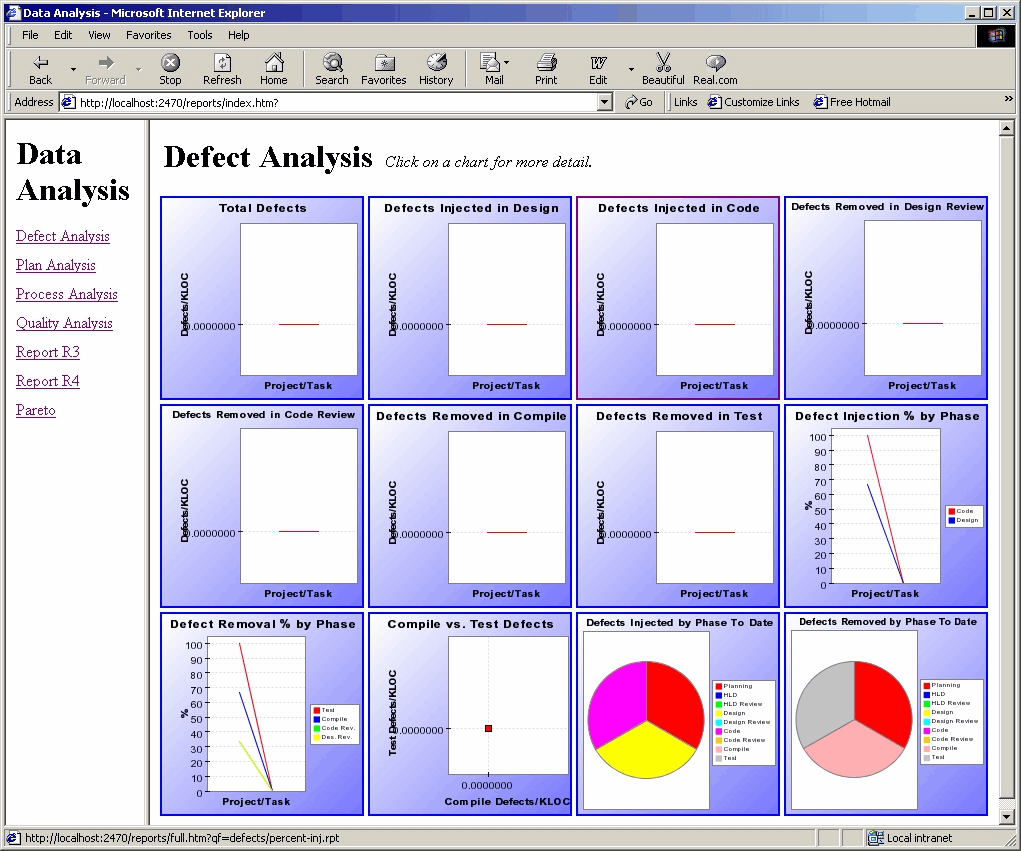 Data Analysis - Microsoft Internet Explorer
File Edit View Favorites Tools Help
Back Forward Stop Refresh Home Search Favorites History Mail Print Edit Beautiful Real.com
Address http://localhost:2470/reports/index.htm? Go Links Customize Links Free Hotmail »
Data
Analysis
Defect Analysis
Plan Analysis
Process Analysis
Quality Analysis
Report R3
Report R4
Pareto
Defect Analysis Click on a chart for more detail.
Total Defects
Defects/KLOC
0.0000000
Project/Task
Defects Injected in Design
Defects/KLOC
0.0000000
Project/Task
Defects Injected in Code
Defects/KLOC
0.0000000
Project/Task
Defects Removed in Design Review
Defects/KLOC
0.0000000
Project/Task
Defects Removed in Code Review
Defects/KLOC
0.0000000
Project/Task
Defects Removed in Compile
Defects/KLOC
0.0000000
Project/Task
Defects Removed in Test
Defects/KLOC
0.0000000
Project/Task
Defect Injection % by Phase
100
90
80
70
60
50
40
30
20
10
0
%
Project/Task
Code
Design
Defect Removal % by Phase
100
90
80
70
60
50
40
30
20
10
0
%
Project/Task
Test
Compile
Code Rev.
Des. Rev.
Compile vs. Test Defects
Test Defects/KLOC
0.0000000
0.0000000
Compile Defects/KLOC
Defects Injected by Phase To Date
Planning
HLD
HLD Review
Design
Design Review
Code
Code Review
Compile
Test
Defects Removed by Phase To Date
Planning
HLD
HLD Review
Design
Design Review
Code
Code Review
Compile
Test
http://localhost:2470/reports/full.htm?qf=defects/percent-inj.rpt
Local intranet